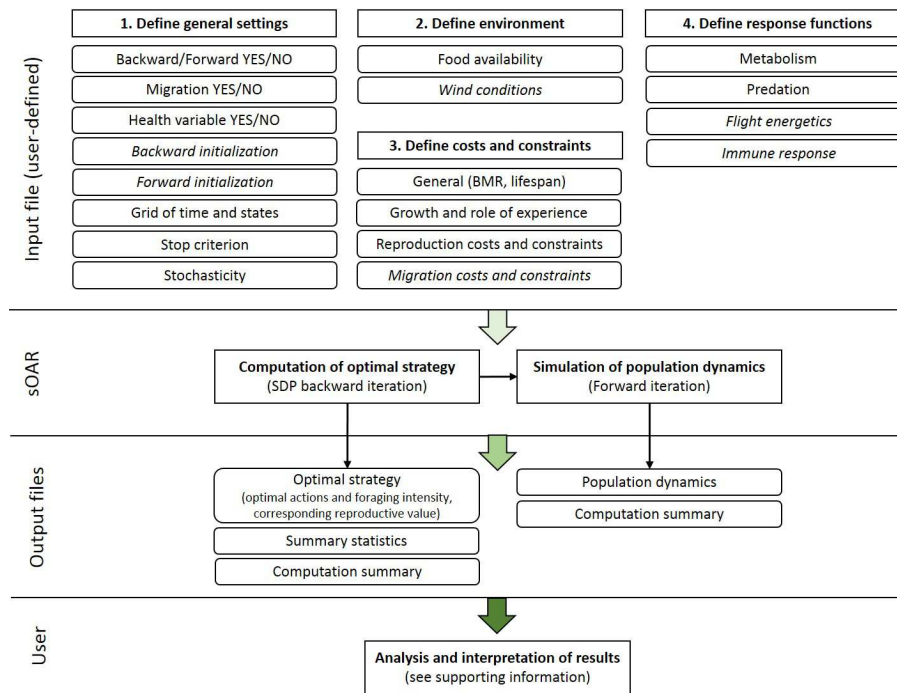 Input file (user-defined)
1. Define general settings
Backward/Forward YES/NO
Migration YES/NO
Health variable YES/NO
Backward initialization
Forward initialization
Grid of time and states
Stop criterion
Stochasticity
2. Define environment
Food availability
Wind conditions
3. Define costs and constraints
General (BMR, lifespan)
Growth and role of experience
Reproduction costs and constraints
Migration costs and constraints
4. Define response functions
Metabolism
Predation
Flight energetics
Immune response
sOAR
Computation of optimal strategy
(SDP backward iteration)
Simulation of population dynamics
(Forward iteration)
Output files
Optimal strategy
(optimal actions and foraging intensity,
corresponding reproductive value)
Summary statistics
Computation summary
Population dynamics
Computation summary
User
Analysis and interpretation of results
(see supporting information)